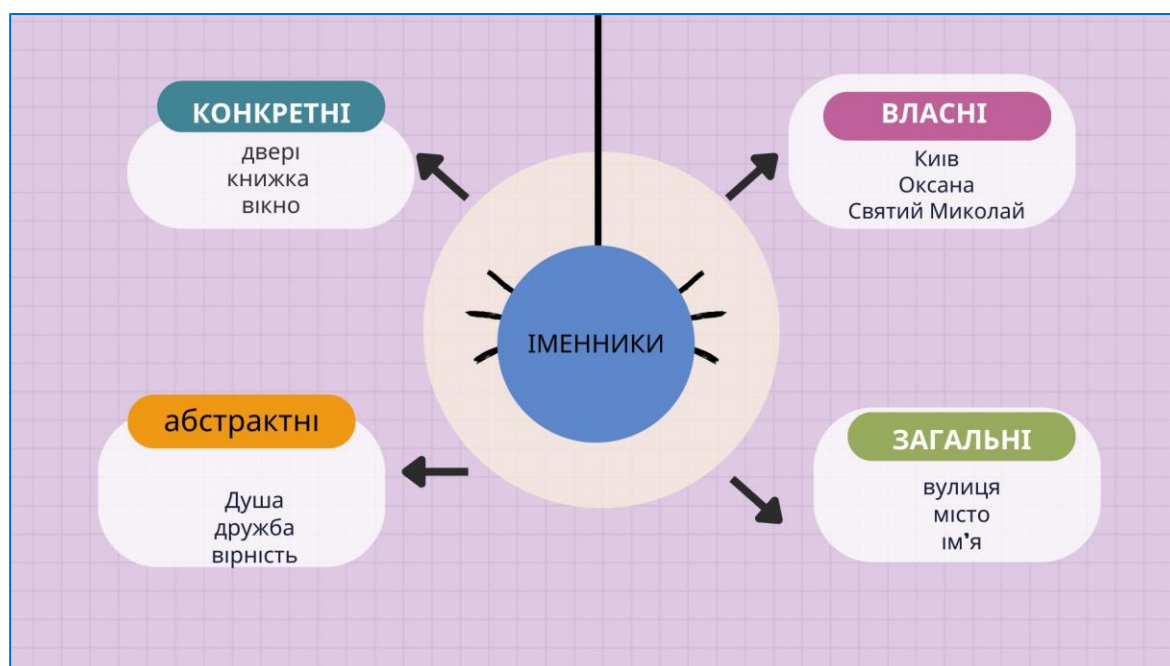 КОНКРЕТНІ
двері
книжка
вікно
ВЛАСНІ
Київ
Оксана
Святий Миколай
ІМЕННИКИ
абстрактні
Душа
дружба
вірність
ЗАГАЛЬНІ
вулиця
місто
ім'я